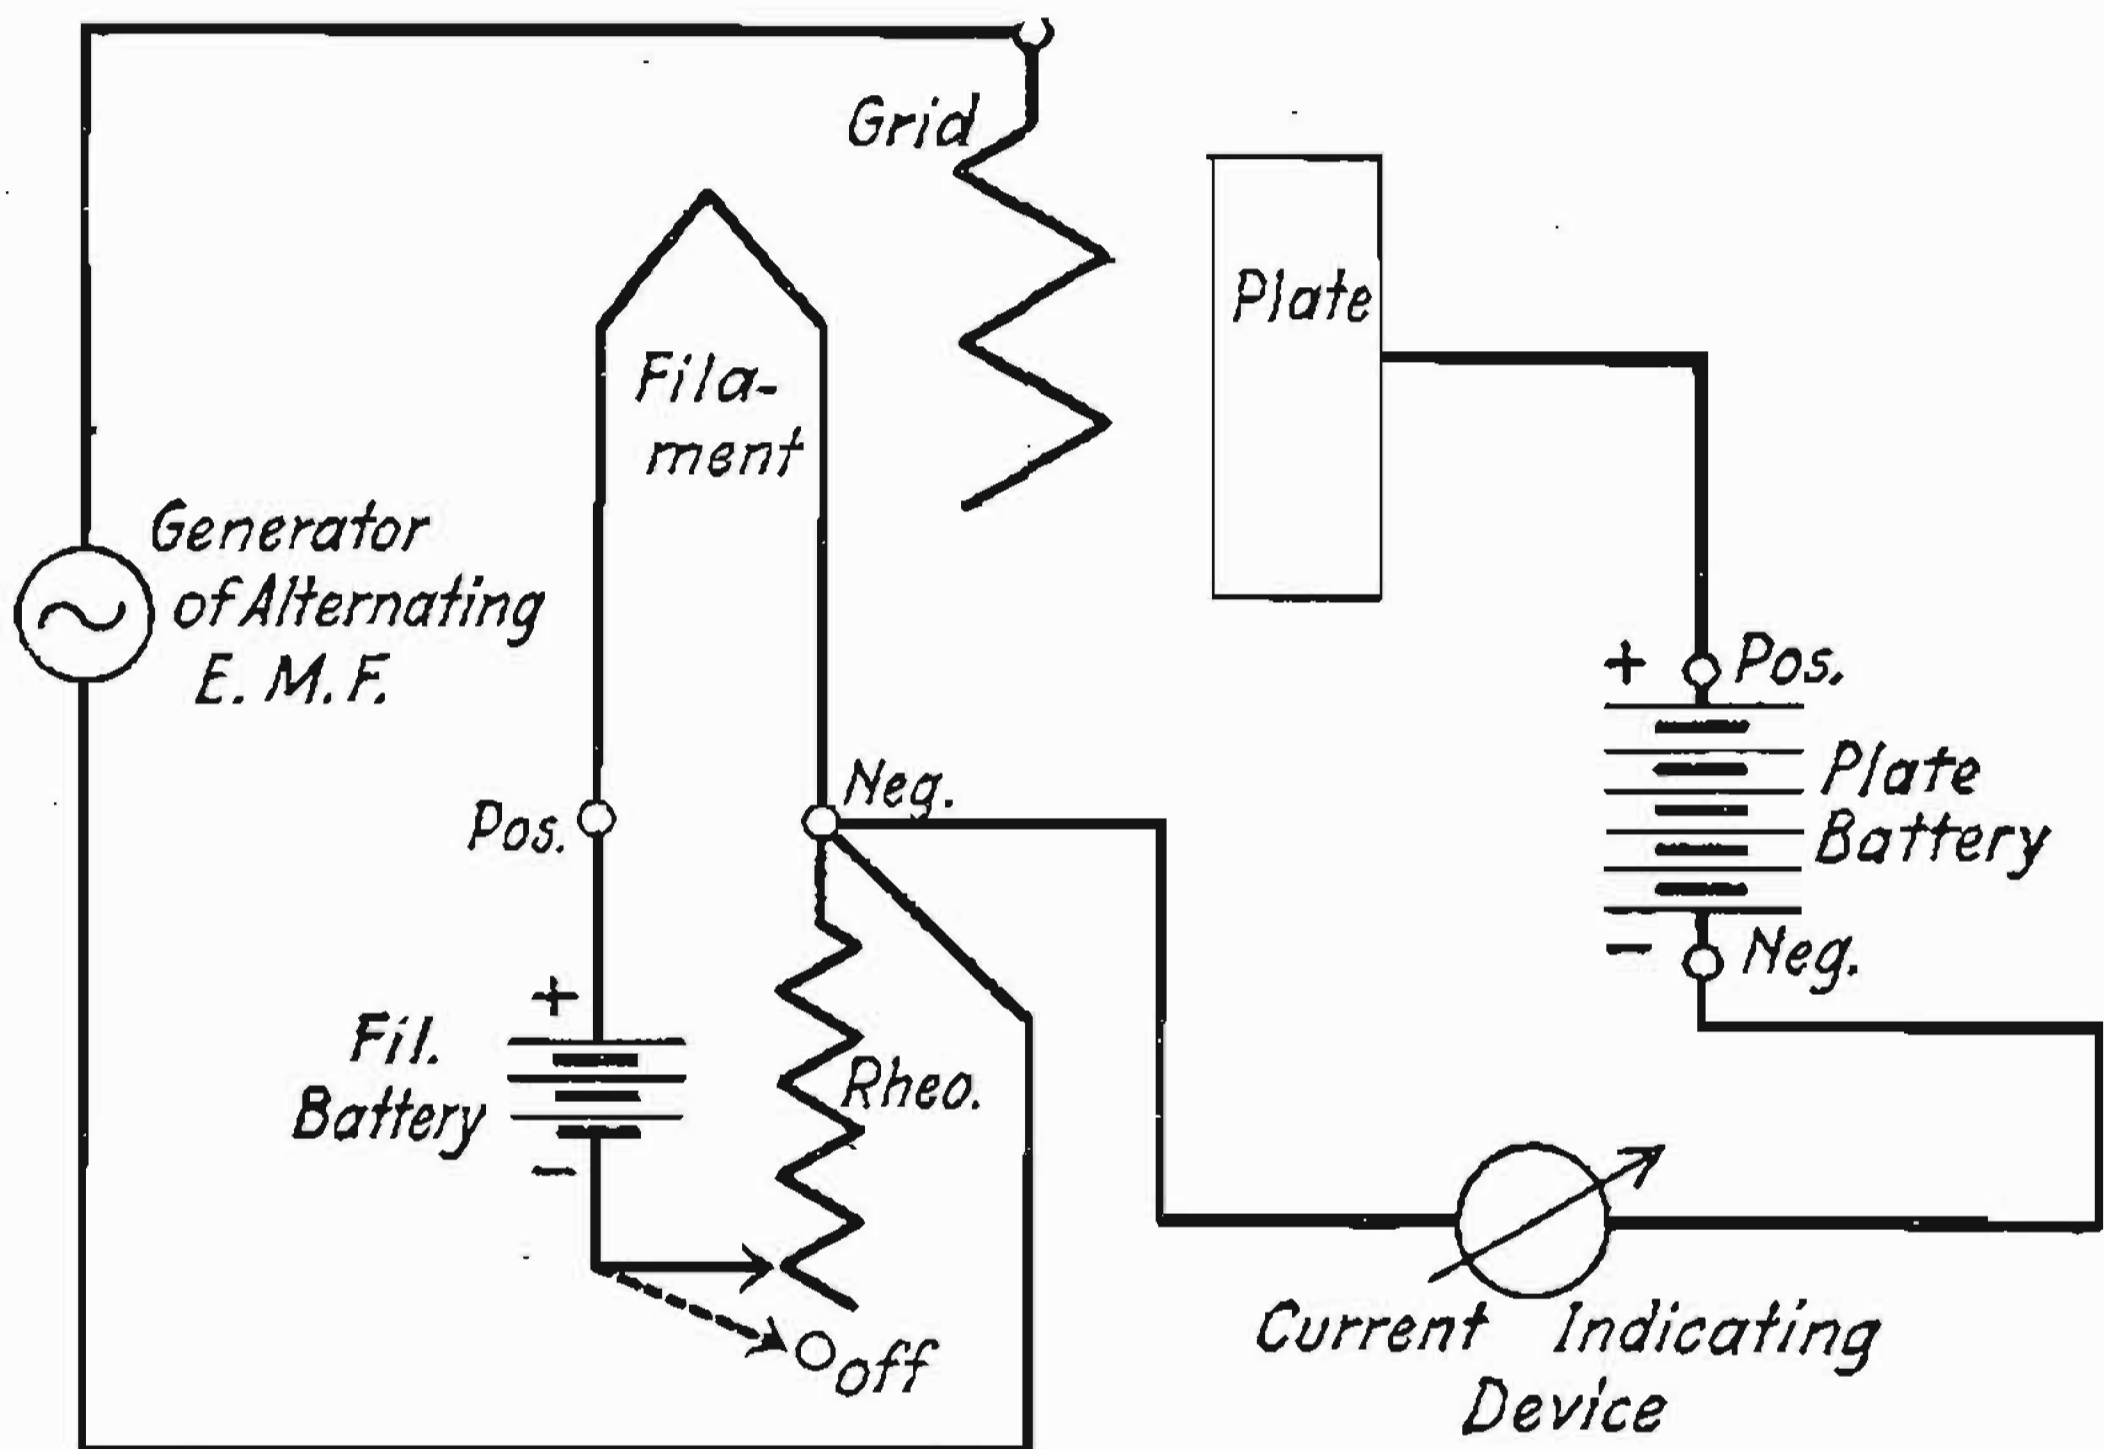 Grid
Plate
Fila-
ment
Generator
of Alternating
E. M. F.
+ Pos.
Plate
Battery
- Neg.
Neg.
Pos.
+
Fil.
Battery
-
Rheo.
off
Current Indicating
Device